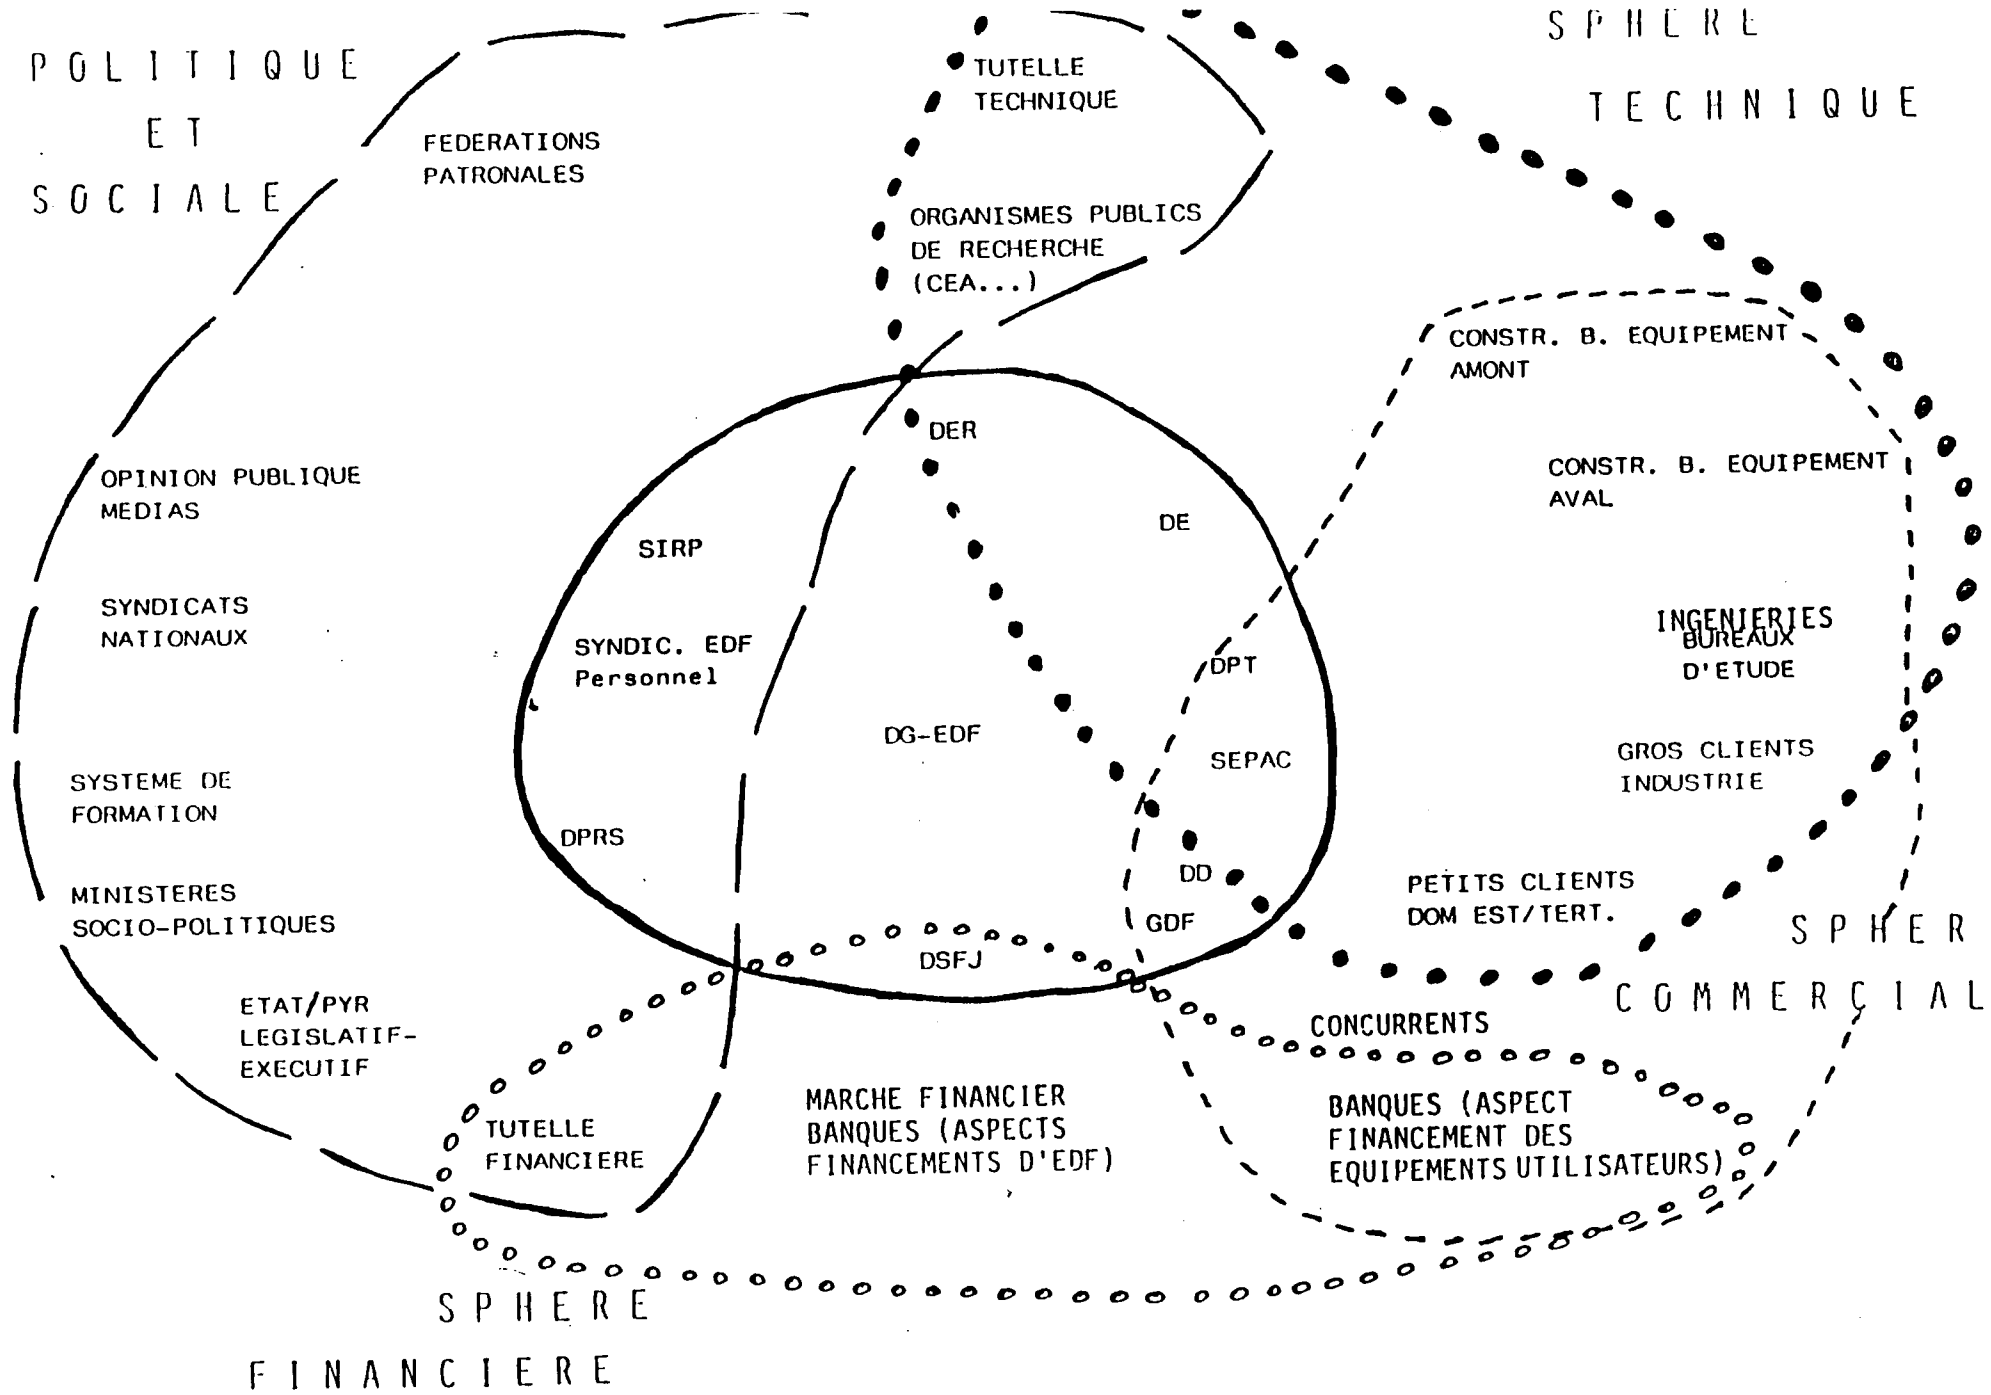 POLITIQUE
ET
SOCIALE
SPHERE
TECHNIQUE
TUTELLE
TECHNIQUE
FEDERATIONS
PATRONALES
ORGANISMES PUBLICS
DE RECHERCHE
(CEA...)
CONSTR. B. EQUIPEMENT
AMONT
CONSTR. B. EQUIPEMENT
AVAL
OPINION PUBLIQUE
MEDIAS
DER
DE
SIRP
SYNDICATS
NATIONAUX
SYNDIC. EDF
Personnel
INGENIERIES
BUREAUX
D'ETUDE
DPT
DG-EDF
SEPAC
GROS CLIENTS
INDUSTRIE
SYSTEME DE
FORMATION
DPRS
DD
PETITS CLIENTS
DOM EST/TERT.
MINISTERES
SOCIO-POLITIQUES
GDF
DSFJ
SPHER
COMMERCIAL
ETAT/PYR
LEGISLATIF-
EXECUTIF
CONCURRENTS
TUTELLE
FINANCIERE
MARCHE FINANCIER
BANQUES (ASPECTS
FINANCEMENTS D'EDF)
BANQUES (ASPECT
FINANCEMENT DES
EQUIPEMENTS UTILISATEURS)
SPHERE
FINANCIERE